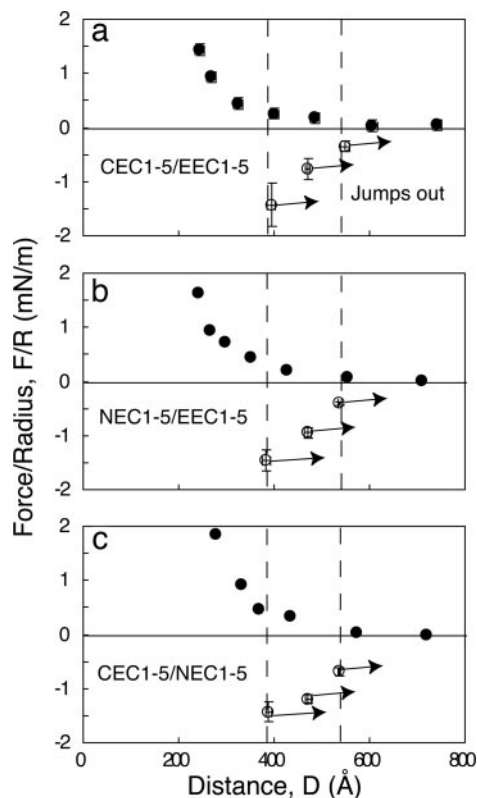 a
2
1
0
-1
-2
CEC1-5/EEC1-5
Jumps out
b
2
1
0
-1
-2
NEC1-5/EEC1-5
c
2
1
0
-1
-2
CEC1-5/NEC1-5
Force/Radius, F/R (mN/m)
0 200 400 600 800
Distance, D (Å)